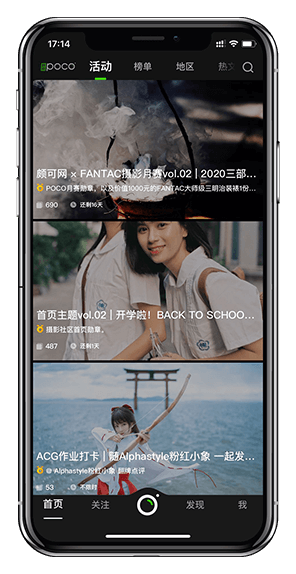 17:14
poco 活动 榜单 地区 热文
颇可网 × FANTAC摄影月赛vol.02 | 2020三部...
POCO月赛勋章，以及价值1000元的FANTAC大师级三明治装裱1份...
690 还剩16天
首页主题vol.02 | 开学啦！BACK TO SCHOO...
摄影社区首页勋章。
487 还剩1天
ACG作业打卡 | 随Alphastyle粉红小象 一起发...
@Alphastyle粉红小象 翻牌点评
53 不限时
首页 关注 发现 我